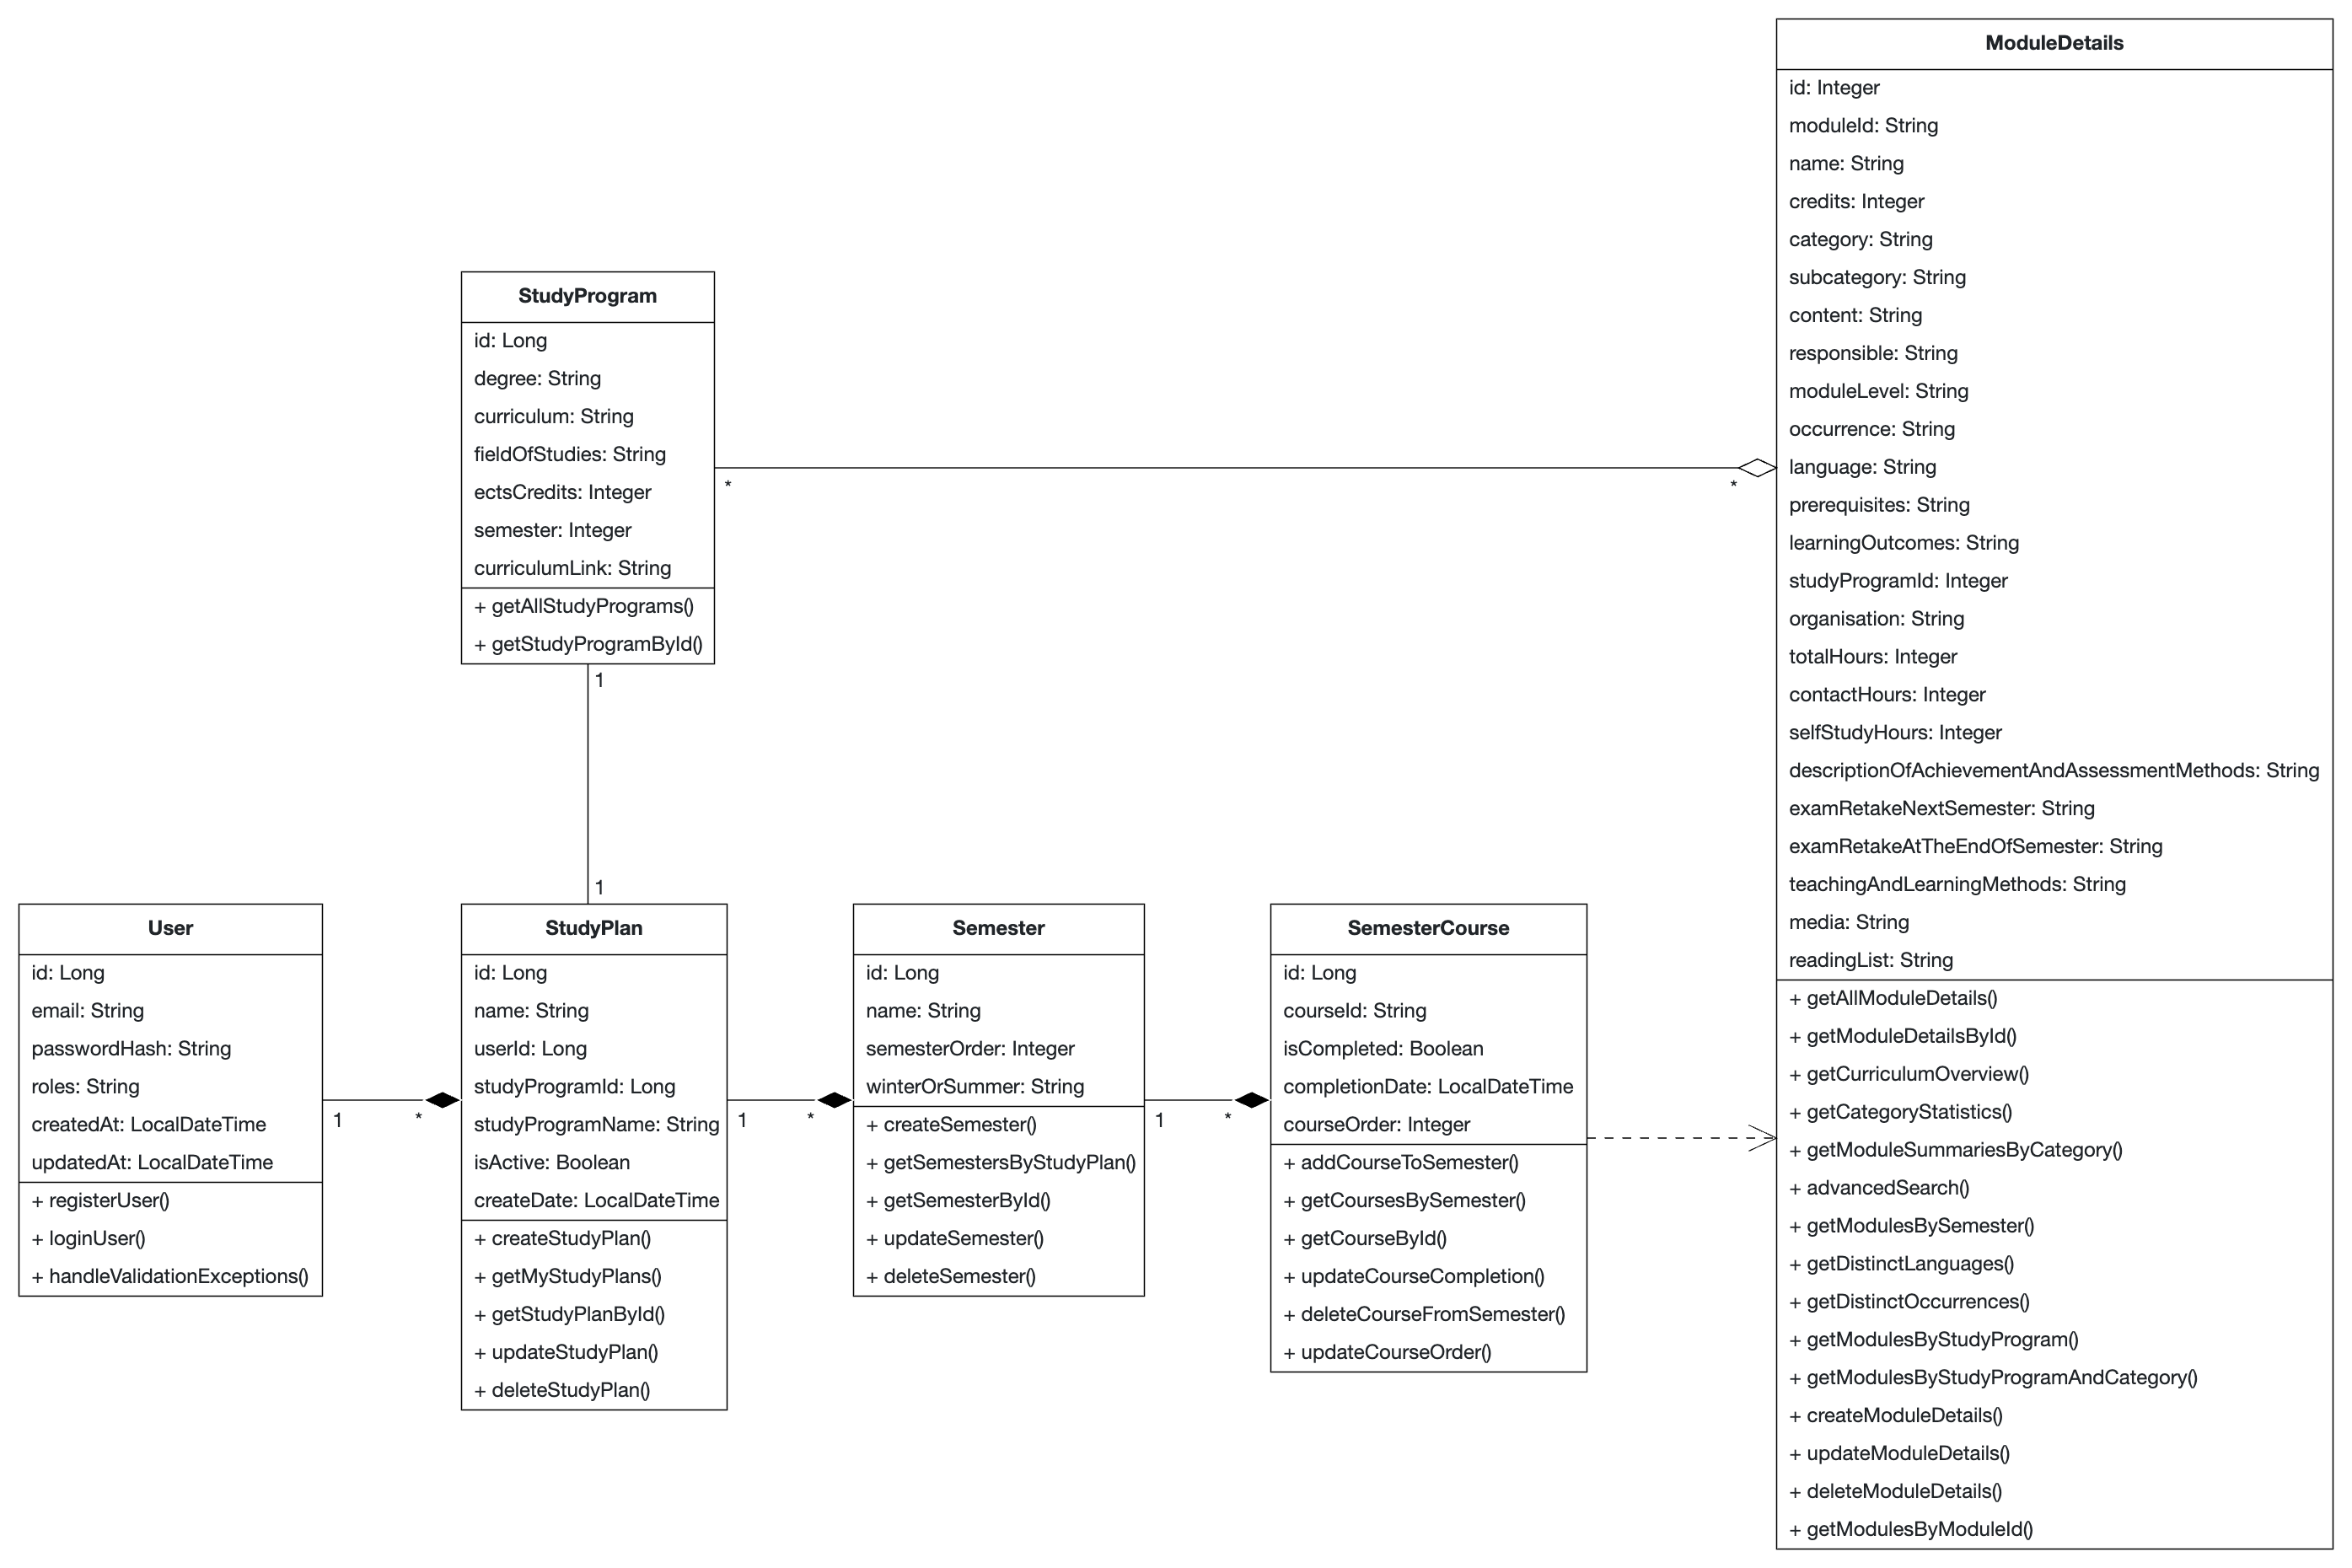 ModuleDetails
id: Integer
moduleId: String
name: String
credits: Integer
category: String
subcategory: String
content: String
responsible: String
moduleLevel: String
occurrence: String
language: String
prerequisites: String
learningOutcomes: String
studyProgramId: Integer
organisation: String
totalHours: Integer
contactHours: Integer
selfStudyHours: Integer
descriptionOfAchievementAndAssessmentMethods: String
examRetakeNextSemester: String
examRetakeAtTheEndOfSemester: String
teachingAndLearningMethods: String
media: String
readingList: String
+ getAllModuleDetails()
+ getModuleDetailsById()
+ getCurriculumOverview()
+ getCategoryStatistics()
+ getModuleSummariesByCategory()
+ advancedSearch()
+ getModulesBySemester()
+ getDistinctLanguages()
+ getDistinctOccurrences()
+ getModulesByStudyProgram()
+ getModulesByStudyProgramAndCategory()
+ createModuleDetails()
+ updateModuleDetails()
+ deleteModuleDetails()
+ getModulesByModuleId()
StudyProgram
id: Long
degree: String
curriculum: String
fieldOfStudies: String
ectsCredits: Integer
semester: Integer
curriculumLink: String
+ getAllStudyPrograms()
+ getStudyProgramById()
*
*
1
1
User
id: Long
email: String
passwordHash: String
roles: String
createdAt: LocalDateTime
updatedAt: LocalDateTime
+ registerUser()
+ loginUser()
+ handleValidationExceptions()
1
*
StudyPlan
id: Long
name: String
userId: Long
studyProgramId: Long
studyProgramName: String
isActive: Boolean
createDate: LocalDateTime
+ createStudyPlan()
+ getMyStudyPlans()
+ getStudyPlanById()
+ updateStudyPlan()
+ deleteStudyPlan()
1
*
Semester
id: Long
name: String
semesterOrder: Integer
winterOrSummer: String
+ createSemester()
+ getSemestersByStudyPlan()
+ getSemesterById()
+ updateSemester()
+ deleteSemester()
1
*
SemesterCourse
id: Long
courseId: String
isCompleted: Boolean
completionDate: LocalDateTime
courseOrder: Integer
+ addCourseToSemester()
+ getCoursesBySemester()
+ getCourseById()
+ updateCourseCompletion()
+ deleteCourseFromSemester()
+ updateCourseOrder()